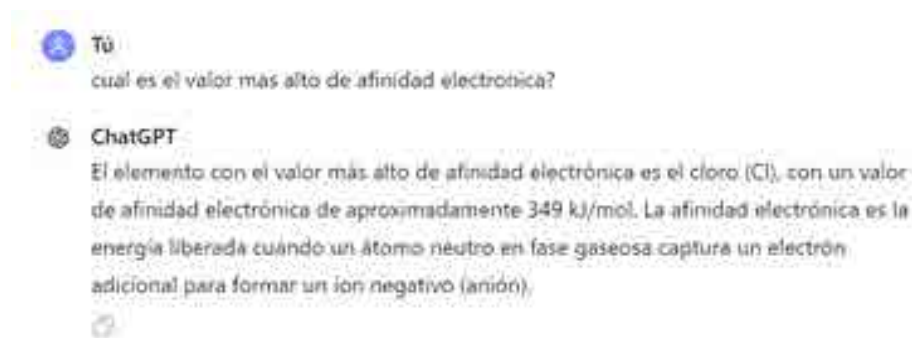 Tú
cual es el valor mas alto de afinidad electronica?
ChatGPT
El elemento con el valor más alto de afinidad electrónica es el cloro (Cl), con un valor
de afinidad electrónica de aproximadamente 349 kJ/mol. La afinidad electrónica es la
energía liberada cuando un átomo neutro en fase gaseosa captura un electrón
adicional para formar un ion negativo (anión).